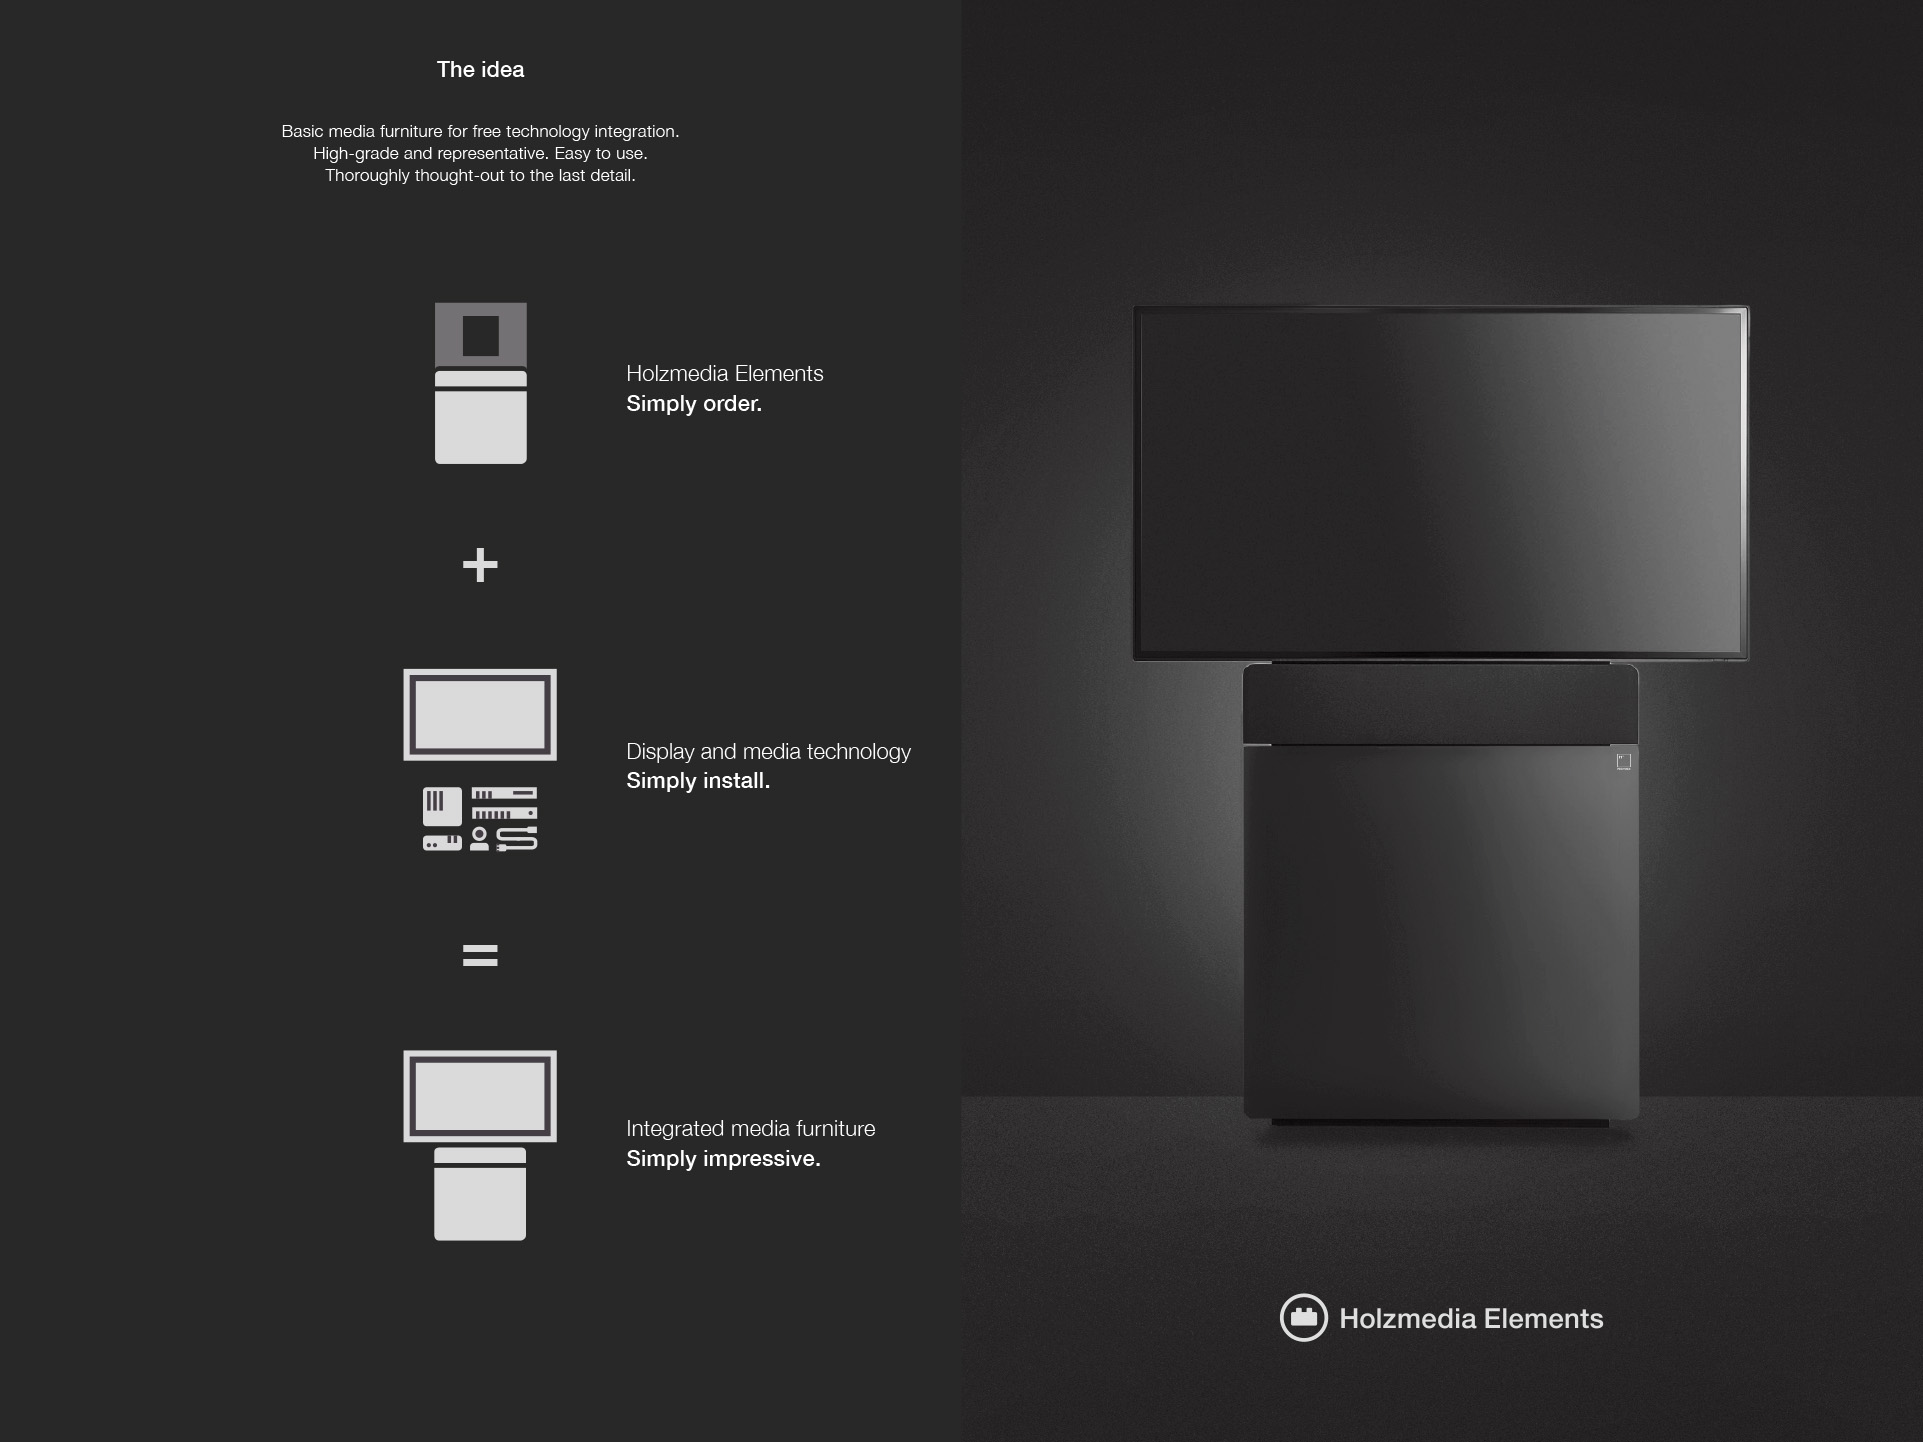 The idea
Basic media furniture for free technology integration.
High-grade and representative. Easy to use.
Thoroughly thought-out to the last detail.
Holzmedia Elements
Simply order.
+
Display and media technology
Simply install.
=
Integrated media furniture
Simply impressive.
Holzmedia Elements